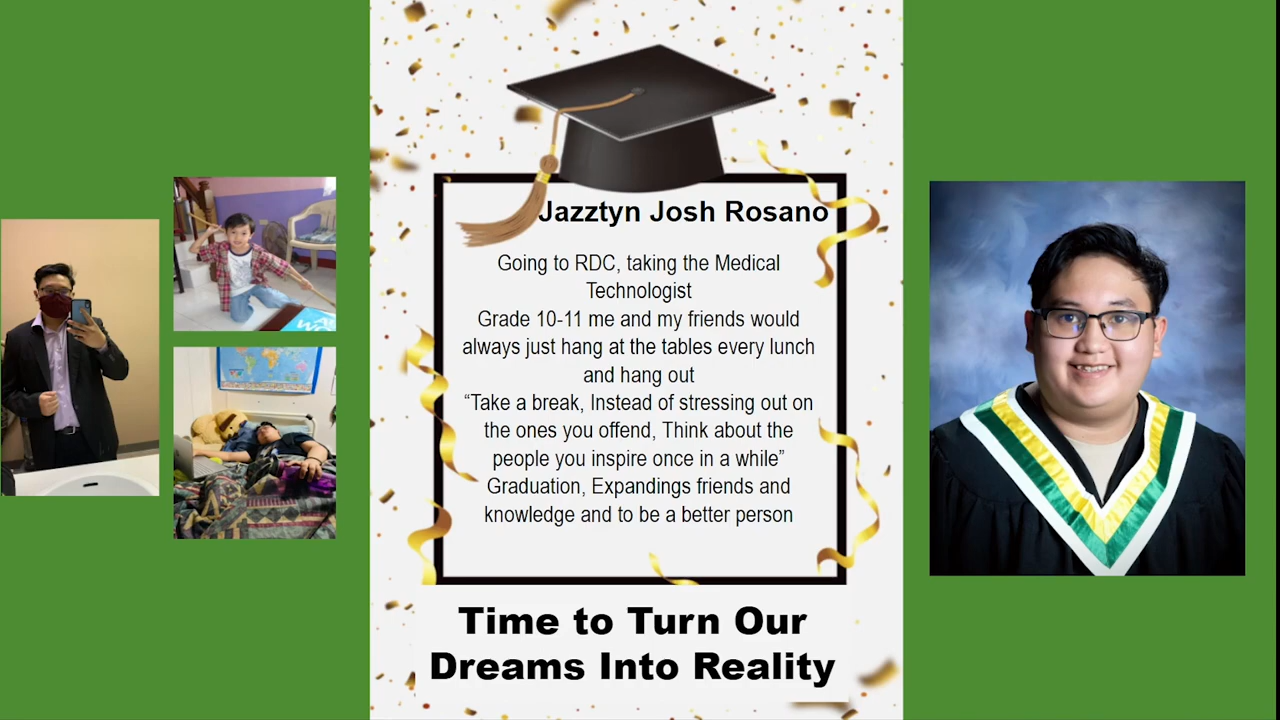 Jazztyn Josh Rosano
Going to RDC, taking the Medical
Technologist
Grade 10-11 me and my friends would
always just hang at the tables every lunch
and hang out
“Take a break, Instead of stressing out on
the ones you offend, Think about the
people you inspire once in a while”
Graduation, Expandings friends and
knowledge and to be a better person
Time to Turn Our
Dreams Into Reality